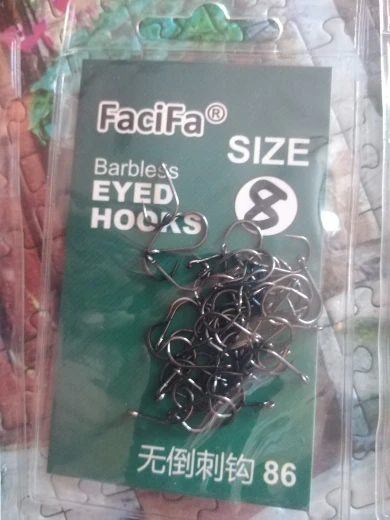 FaciFa®
SIZE
Barbless
EYED
HOOKS
8
无倒刺钩 86